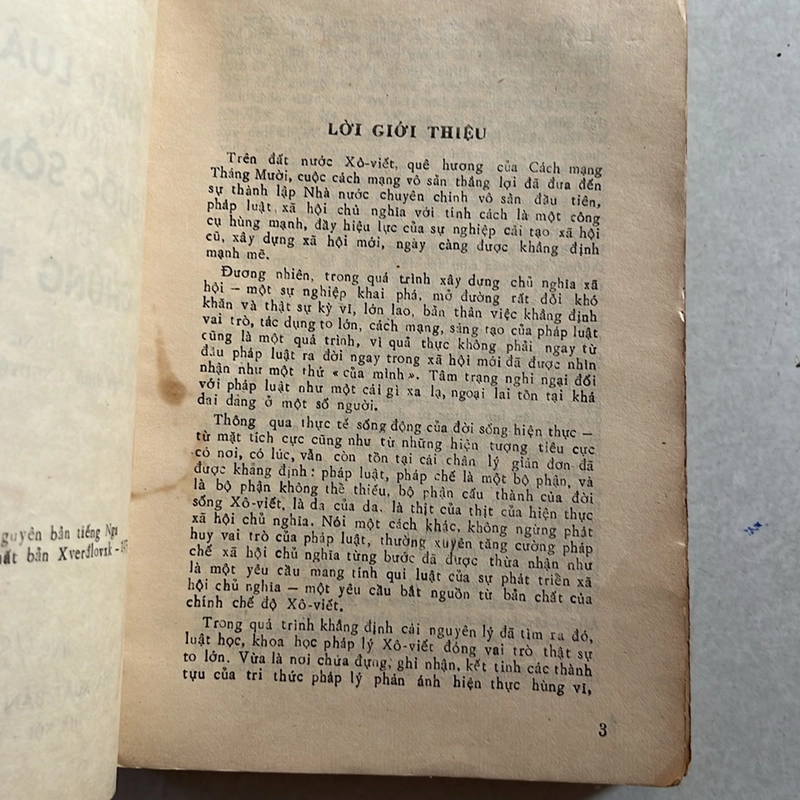 guyên bản tiếng Nga
uất bản Xverđlovsk -
LỜI GIỚI THIỆU
Trên đất nước Xô-viết, quê hương của Cách mạng
Tháng Mười, cuộc cách mạng vô sản thắng lợi đã đưa đến
sự thành lập Nhà nước chuyên chính vô sản đầu tiên,
pháp luật xã hội chủ nghĩa với tính cách là một công
cụ hùng mạnh, đầy hiệu lực của sự nghiệp cải tạo xã hội
cũ, xây dựng xã hội mới, ngày càng được khẳng định
mạnh mẽ.
Đương nhiên, trong quá trình xây dựng chủ nghĩa xã
hội — một sự nghiệp khai phá, mở đường rất đỗi khó
khăn và thật sự kỳ vĩ, lớn lao, bản thân việc khẳng định
vai trò, tác dụng to lớn, cách mạng, sáng tạo của pháp luật
cũng là một quá trình, vì quả thực không phải ngay từ
đầu pháp luật ra đời ngay trong xã hội mới đã được nhìn
nhận như một thứ « của mình ». Tâm trạng nghi ngại đối
với pháp luật như một cái gì xa lạ, ngoại lai tồn tại khá
dai dẳng ở một số người.
Thông qua thực tế sống động của đời sống hiện thực —
từ mặt tích cực cũng như từ những hiện tượng tiêu cực
có nơi, có lúc, vẫn còn tồn tại cái chân lý giản đơn đã
được khẳng định : pháp luật, pháp chế là một bộ phận, và
là bộ phận không thể thiếu, bộ phận cấu thành của đời
sống Xô-viết, là da của da, là thịt của thịt của hiện thực
xã hội chủ nghĩa. Nói một cách khác, không ngừng phát
huy vai trò của pháp luật, thường xuyên tăng cường pháp
chế xã hội chủ nghĩa từng bước đã được thừa nhận như
là một yêu cầu mang tính qui luật của sự phát triển xã
hội chủ nghĩa — một yêu cầu bắt nguồn từ bản chất của
chính chế độ Xô-viết.
Trong quá trình khẳng định cái nguyên lý đã tìm ra đó,
luật học, khoa học pháp lý Xô-viết đóng vai trò thật sự
to lớn. Vừa là nơi chứa đựng, ghi nhận, kết tinh các thành
tựu của tri thức pháp lý phản ánh hiện thực hùng vĩ,
3